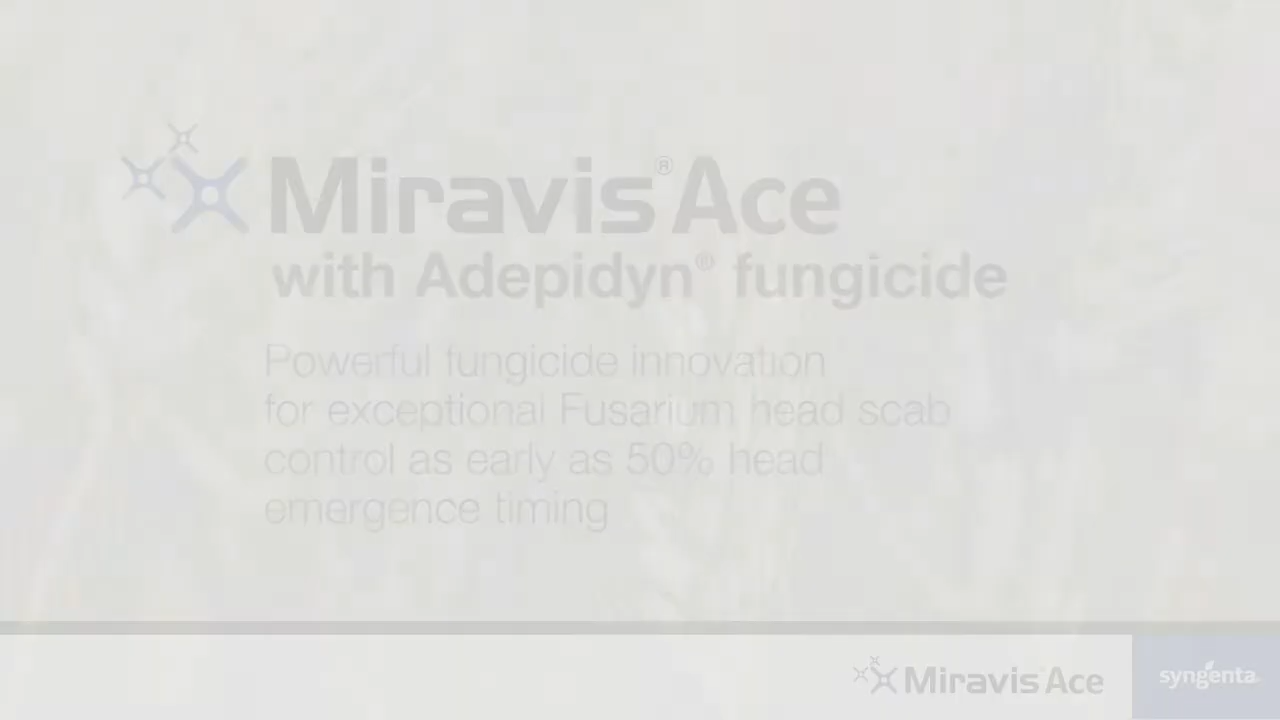 Miravis® Ace
with Adepidyn® fungicide
Powerful fungicide innovation
for exceptional Fusarium head scab
control as early as 50% head
emergence timing
Miravis Ace
syngenta